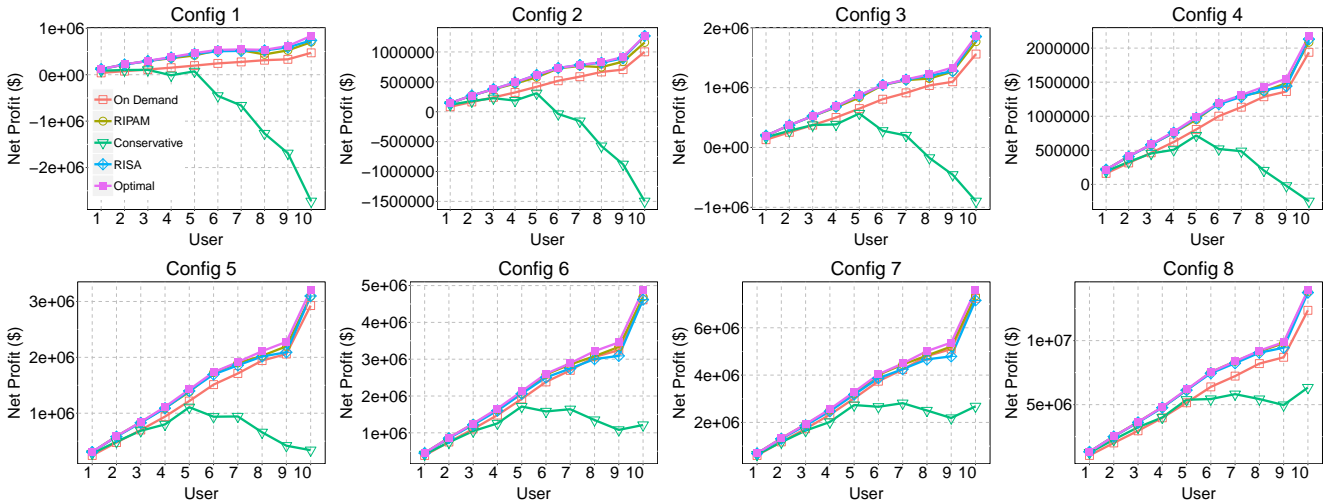 Config 1
Net Profit ($)
1e+06
0e+00
−1e+06
−2e+06
On Demand
RIPAM
Conservative
RISA
Optimal
1 2 3 4 5 6 7 8 9 10
User
Config 2
Net Profit ($)
1000000
500000
0
−500000
−1000000
−1500000
1 2 3 4 5 6 7 8 9 10
User
Config 3
Net Profit ($)
2e+06
1e+06
0e+00
−1e+06
1 2 3 4 5 6 7 8 9 10
User
Config 4
Net Profit ($)
2000000
1500000
1000000
500000
0
1 2 3 4 5 6 7 8 9 10
User
Config 5
Net Profit ($)
3e+06
2e+06
1e+06
1 2 3 4 5 6 7 8 9 10
User
Config 6
Net Profit ($)
5e+06
4e+06
3e+06
2e+06
1e+06
1 2 3 4 5 6 7 8 9 10
User
Config 7
Net Profit ($)
6e+06
4e+06
2e+06
1 2 3 4 5 6 7 8 9 10
User
Config 8
Net Profit ($)
1e+07
5e+06
1 2 3 4 5 6 7 8 9 10
User